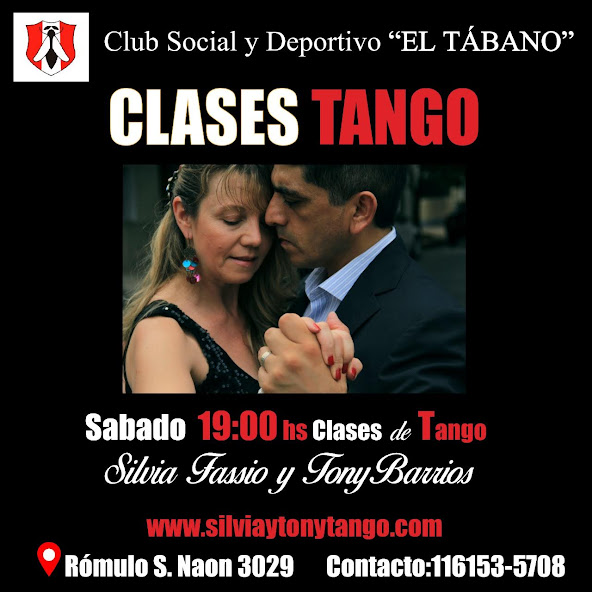 Club Social y Deportivo “EL TÁBANO”
CLASES TANGO
Sabado 19:00 hs Clases de Tango
Silvia Fassio y Tony Barrios
www.silviaytonytango.com
Rómulo S. Naon 3029 Contacto:116153-5708